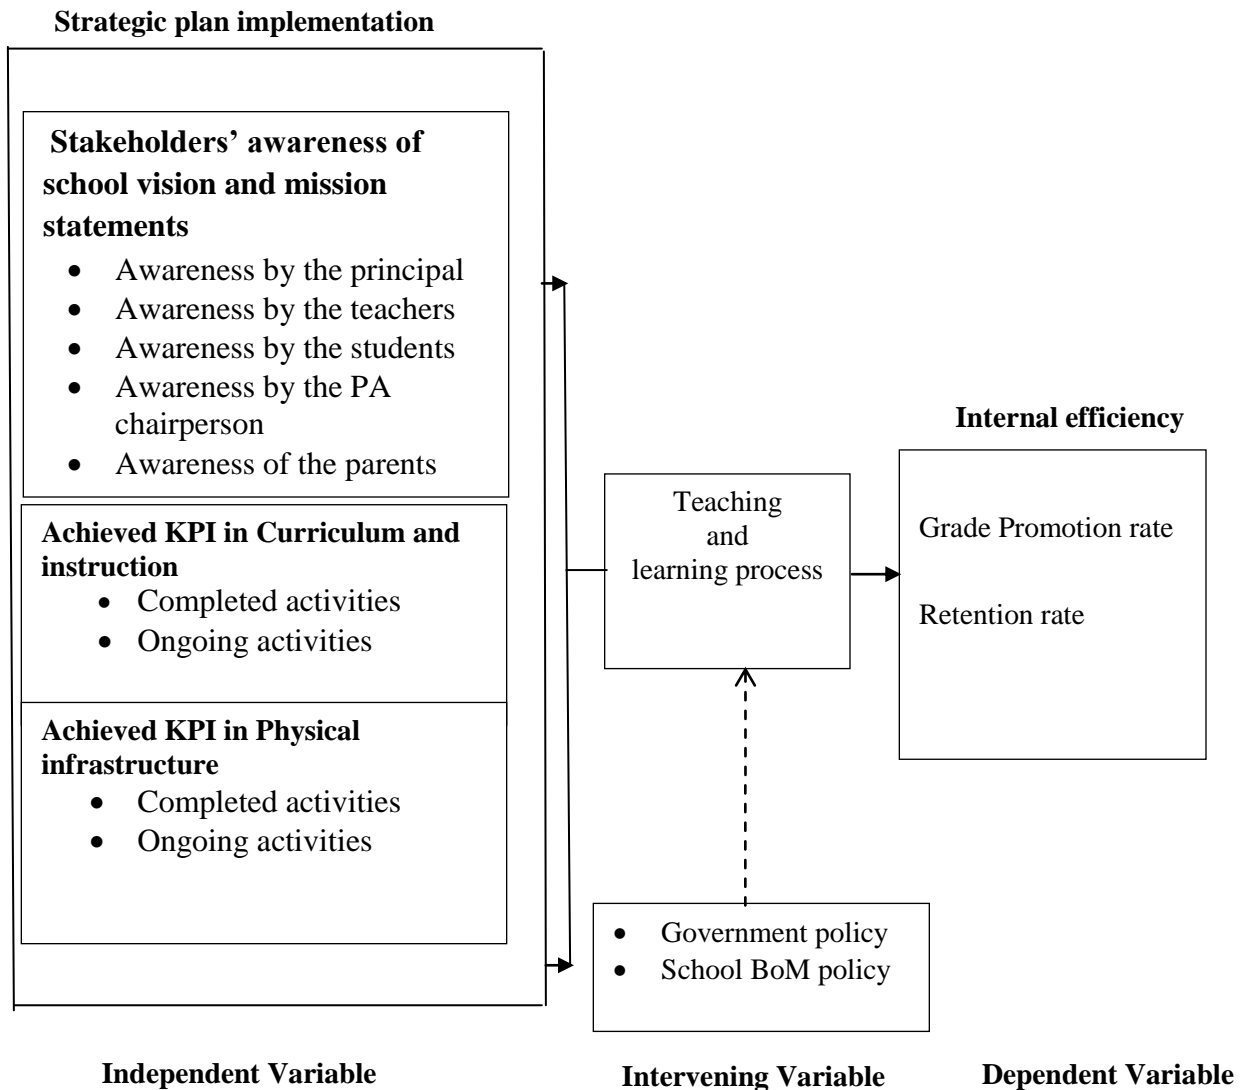 Strategic plan implementation
Stakeholders’ awareness of
school vision and mission
statements
• Awareness by the principal
• Awareness by the teachers
• Awareness by the students
• Awareness by the PA
chairperson
• Awareness of the parents
Achieved KPI in Curriculum and
instruction
• Completed activities
• Ongoing activities
Achieved KPI in Physical
infrastructure
• Completed activities
• Ongoing activities
Teaching
and
learning process
• Government policy
• School BoM policy
Internal efficiency
Grade Promotion rate
Retention rate
Independent Variable
Intervening Variable
Dependent Variable